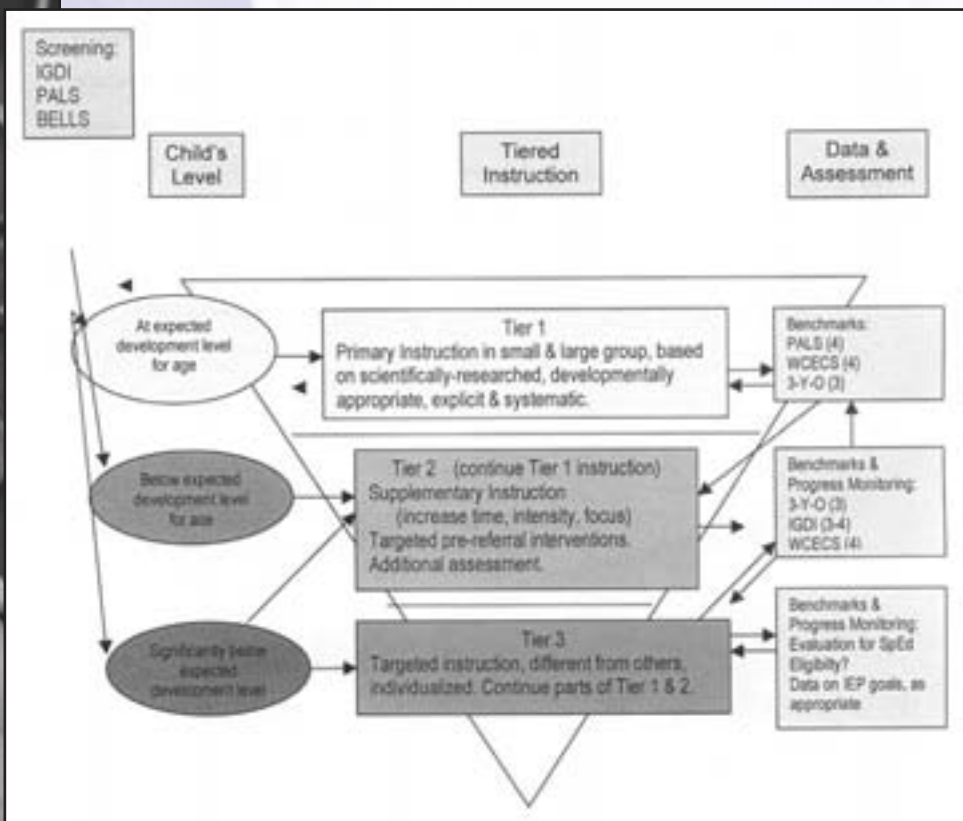 Screening:
IGDI
PALS
BELLS
Child's
Level
Tiered
Instruction
Data &
Assessment
At expected
development level
for age
Tier 1
Primary Instruction in small & large group, based
on scientifically-researched, developmentally
appropriate, explicit & systematic.
Benchmarks:
PALS (4)
WCECS (4)
3-Y-O (3)
Below expected
development level
for age
Tier 2 (continue Tier 1 instruction)
Supplementary Instruction
(increase time, intensity, focus)
Targeted pre-referral interventions.
Additional assessment.
Benchmarks &
Progress Monitoring:
3-Y-O (3)
IGDI (3-4)
WCECS (4)
Significantly below
expected
development level
Tier 3
Targeted instruction, different from others,
individualized. Continue parts of Tier 1 & 2.
Benchmarks &
Progress Monitoring:
Evaluation for SpEd
Eligibilty?
Data on IEP goals, as
appropriate